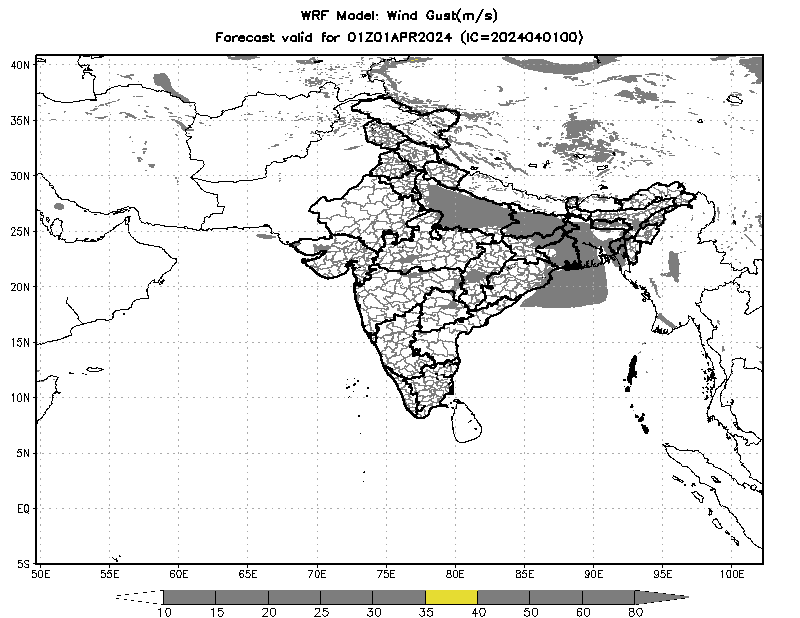 WRF Model: Wind Gust(m/s)
Forecast valid for 01Z01APR2024 (IC=2024040100)
40N
35N
30N
25N
20N
15N
10N
5N
EQ
5S
50E 55E 60E 65E 70E 75E 80E 85E 90E 95E 100E
10 15 20 25 30 35 40 50 60 80